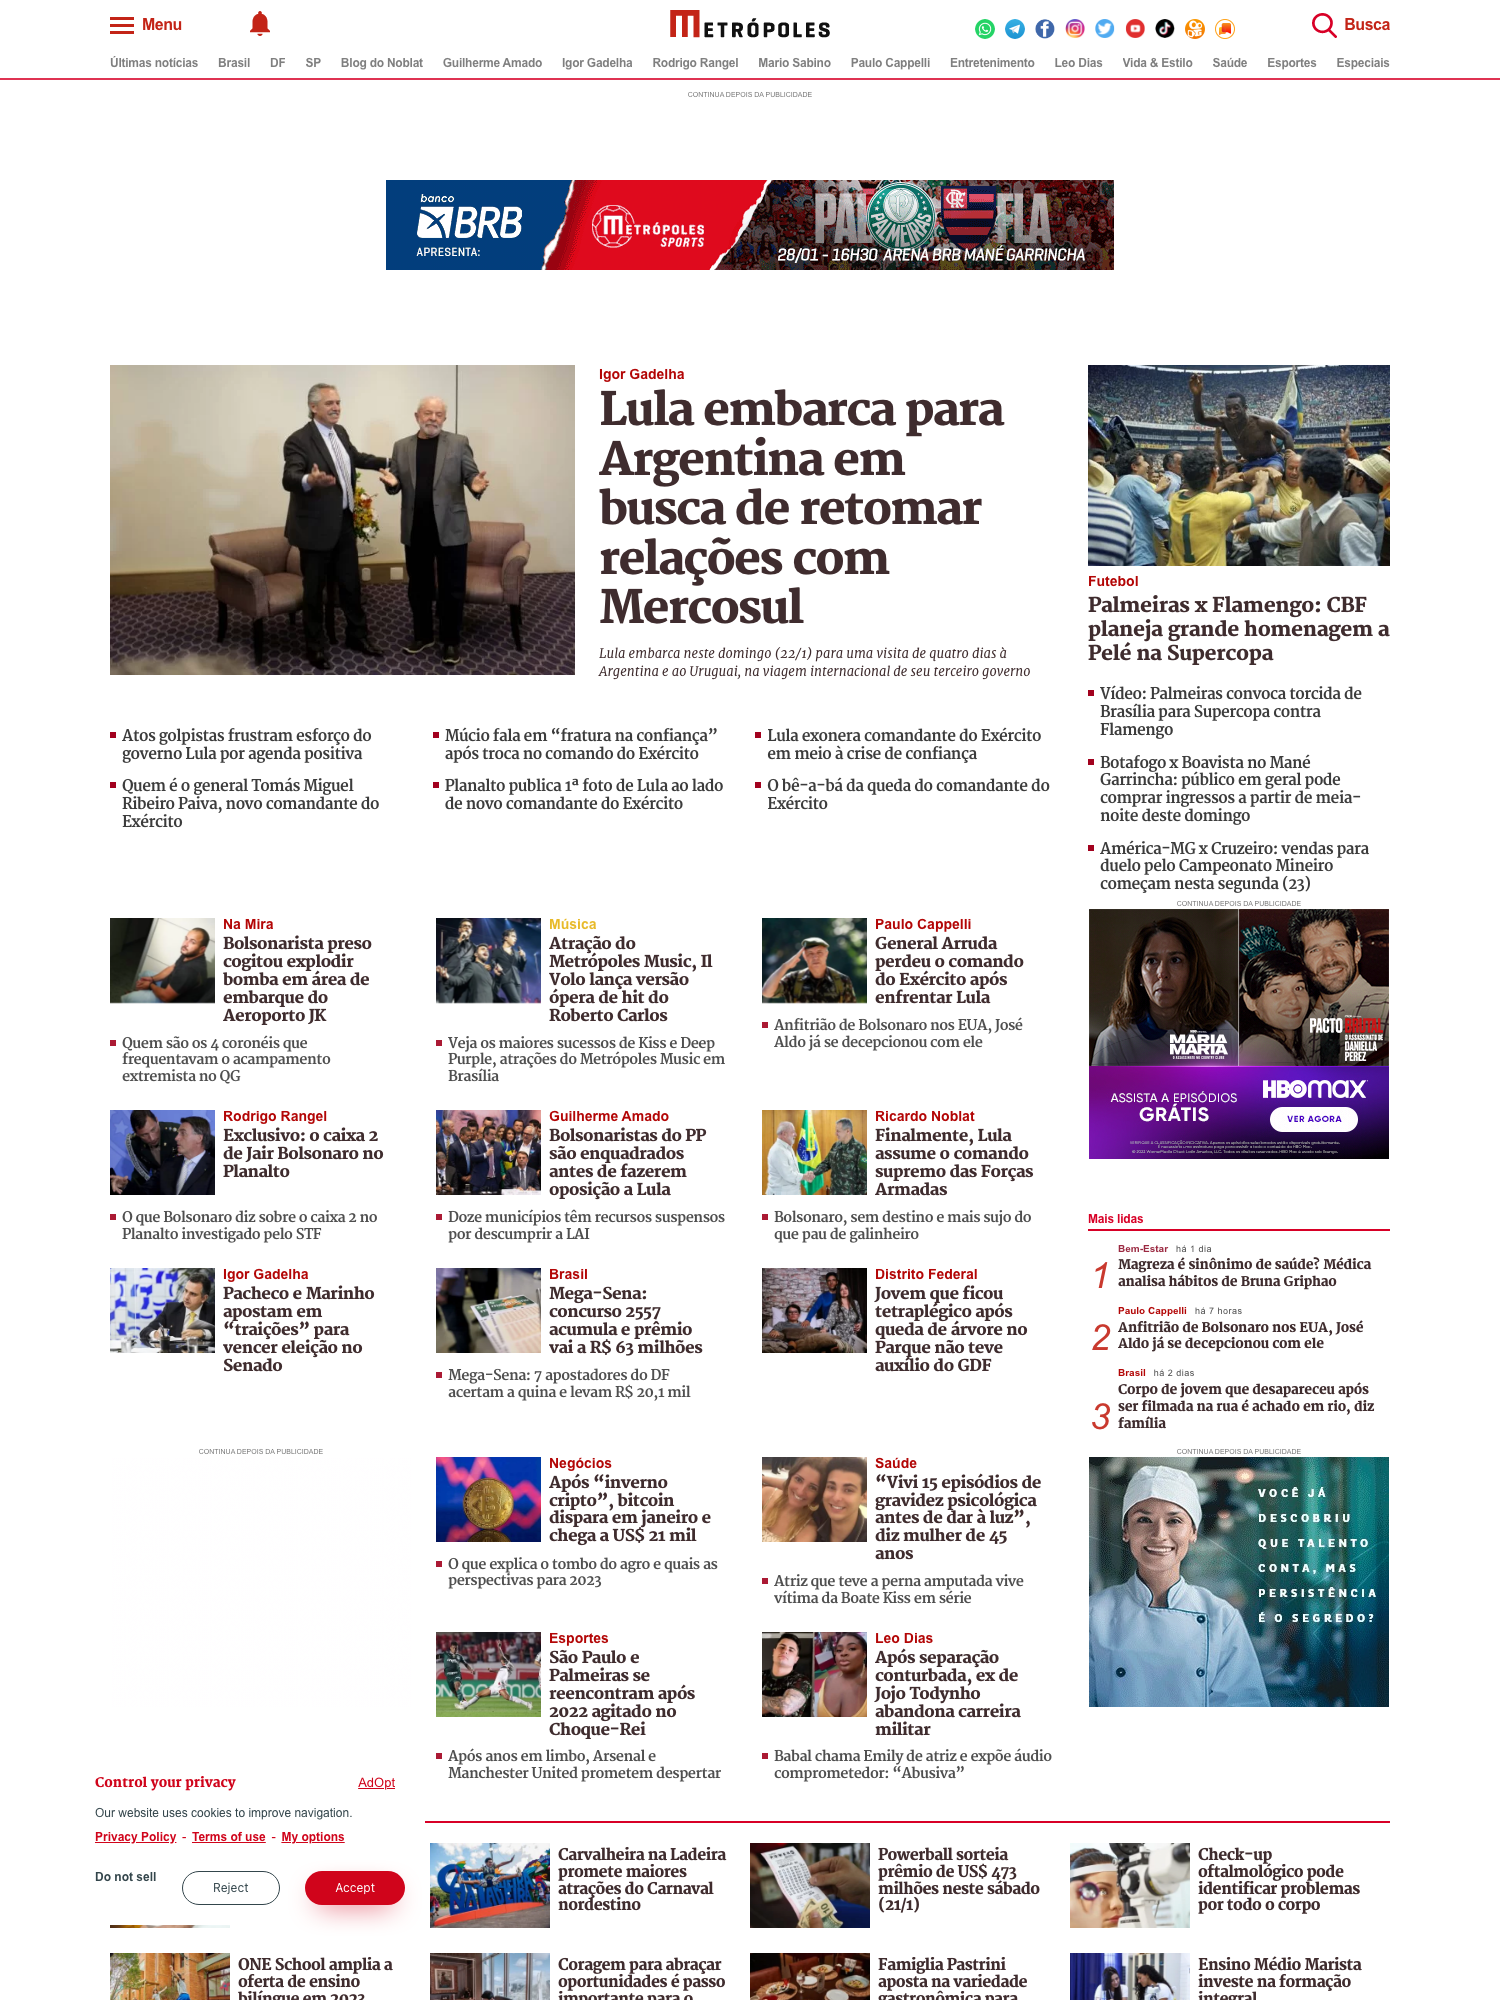 Menu
METRÓPOLES
Busca
Últimas notícias Brasil DF SP Blog do Noblat Guilherme Amado Igor Gadelha Rodrigo Rangel Mario Sabino Paulo Cappelli Entretenimento Leo Dias Vida & Estilo Saúde Esportes Especiais
CONTINUA DEPOIS DA PUBLICIDADE
banco
BRB
APRESENTA:
METRÓPOLES
SPORTS
PAL
PALMEIRAS
FLA
28/01 - 16H30 ARENA BRB MANÉ GARRINCHA
Igor Gadelha
Lula embarca para
Argentina em
busca de retomar
relações com
Mercosul
Lula embarca neste domingo (22/1) para uma visita de quatro dias à
Argentina e ao Uruguai, na viagem internacional de seu terceiro governo
Futebol
Palmeiras x Flamengo: CBF
planeja grande homenagem a
Pelé na Supercopa
Vídeo: Palmeiras convoca torcida de
Brasília para Supercopa contra
Flamengo
Botafogo x Boavista no Mané
Garrincha: público em geral pode
comprar ingressos a partir de meia-
noite deste domingo
América-MG x Cruzeiro: vendas para
duelo pelo Campeonato Mineiro
começam nesta segunda (23)
Atos golpistas frustram esforço do
governo Lula por agenda positiva
Múcio fala em “fratura na confiança”
após troca no comando do Exército
Lula exonera comandante do Exército
em meio à crise de confiança
Quem é o general Tomás Miguel
Ribeiro Paiva, novo comandante do
Exército
Planalto publica 1ª foto de Lula ao lado
de novo comandante do Exército
O bê-a-bá da queda do comandante do
Exército
Na Mira
Bolsonarista preso
cogitou explodir
bomba em área de
embarque do
Aeroporto JK
Quem são os 4 coronéis que
frequentavam o acampamento
extremista no QG
Música
Atração do
Metrópoles Music, Il
Volo lança versão
ópera de hit do
Roberto Carlos
Veja os maiores sucessos de Kiss e Deep
Purple, atrações do Metrópoles Music em
Brasília
Paulo Cappelli
General Arruda
perdeu o comando
do Exército após
enfrentar Lula
Anfitrião de Bolsonaro nos EUA, José
Aldo já se decepcionou com ele
CONTINUA DEPOIS DA PUBLICIDADE
HAPPY
NEW YEAR
MARIA
MARTA
PACTO BRUTAL
O ASSASSINATO DE
DANIELLA
PEREZ
ASSISTA A EPISÓDIOS
GRÁTIS
HBOMAX
VER AGORA
Rodrigo Rangel
Exclusivo: o caixa 2
de Jair Bolsonaro no
Planalto
O que Bolsonaro diz sobre o caixa 2 no
Planalto investigado pelo STF
Guilherme Amado
Bolsonaristas do PP
são enquadrados
antes de fazerem
oposição a Lula
Doze municípios têm recursos suspensos
por descumprir a LAI
Ricardo Noblat
Finalmente, Lula
assume o comando
supremo das Forças
Armadas
Bolsonaro, sem destino e mais sujo do
que pau de galinheiro
Igor Gadelha
Pacheco e Marinho
apostam em
“traições” para
vencer eleição no
Senado
Brasil
Mega-Sena:
concurso 2557
acumula e prêmio
vai a R$ 63 milhões
Mega-Sena: 7 apostadores do DF
acertam a quina e levam R$ 20,1 mil
Distrito Federal
Jovem que ficou
tetraplégico após
queda de árvore no
Parque não teve
auxílio do GDF
Mais lidas
1
Bem-Estar há 1 dia
Magreza é sinônimo de saúde? Médica
analisa hábitos de Bruna Griphao
2
Paulo Cappelli há 7 horas
Anfitrião de Bolsonaro nos EUA, José
Aldo já se decepcionou com ele
3
Brasil há 2 dias
Corpo de jovem que desapareceu após
ser filmada na rua é achado em rio, diz
família
CONTINUA DEPOIS DA PUBLICIDADE
CONTINUA DEPOIS DA PUBLICIDADE
Negócios
Após “inverno
cripto”, bitcoin
dispara em janeiro e
chega a US$ 21 mil
O que explica o tombo do agro e quais as
perspectivas para 2023
Saúde
“Vivi 15 episódios de
gravidez psicológica
antes de dar à luz”,
diz mulher de 45
anos
Atriz que teve a perna amputada vive
vítima da Boate Kiss em série
VOCÊ JÁ
DESCOBRIU
QUE TALENTO
CONTA, MAS
PERSISTÊNCIA
É O SEGREDO?
Esportes
São Paulo e
Palmeiras se
reencontram após
2022 agitado no
Choque-Rei
Após anos em limbo, Arsenal e
Manchester United prometem despertar
Leo Dias
Após separação
conturbada, ex de
Jojo Todynho
abandona carreira
militar
Babal chama Emily de atriz e expõe áudio
comprometedor: “Abusiva”
Control your privacy
AdOpt
Our website uses cookies to improve navigation.
Privacy Policy - Terms of use - My options
Do not sell
Reject
Accept
Carvalheira na Ladeira
promete maiores
atrações do Carnaval
nordestino
Powerball sorteia
prêmio de US$ 473
milhões neste sábado
(21/1)
Check-up
oftalmológico pode
identificar problemas
por todo o corpo
ONE School amplia a
oferta de ensino
bilíngue em 2023
Coragem para abraçar
oportunidades é passo
importante para o
Famiglia Pastrini
aposta na variedade
gastronômica para
Ensino Médio Marista
investe na formação
integral